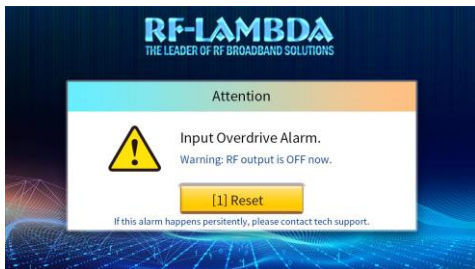 RF-LAMBDA
THE LEADER OF RF BROADBAND SOLUTIONS
Attention
Input Overdrive Alarm.
Warning: RF output is OFF now.
[1] Reset
If this alarm happens persitently, please contact tech support.